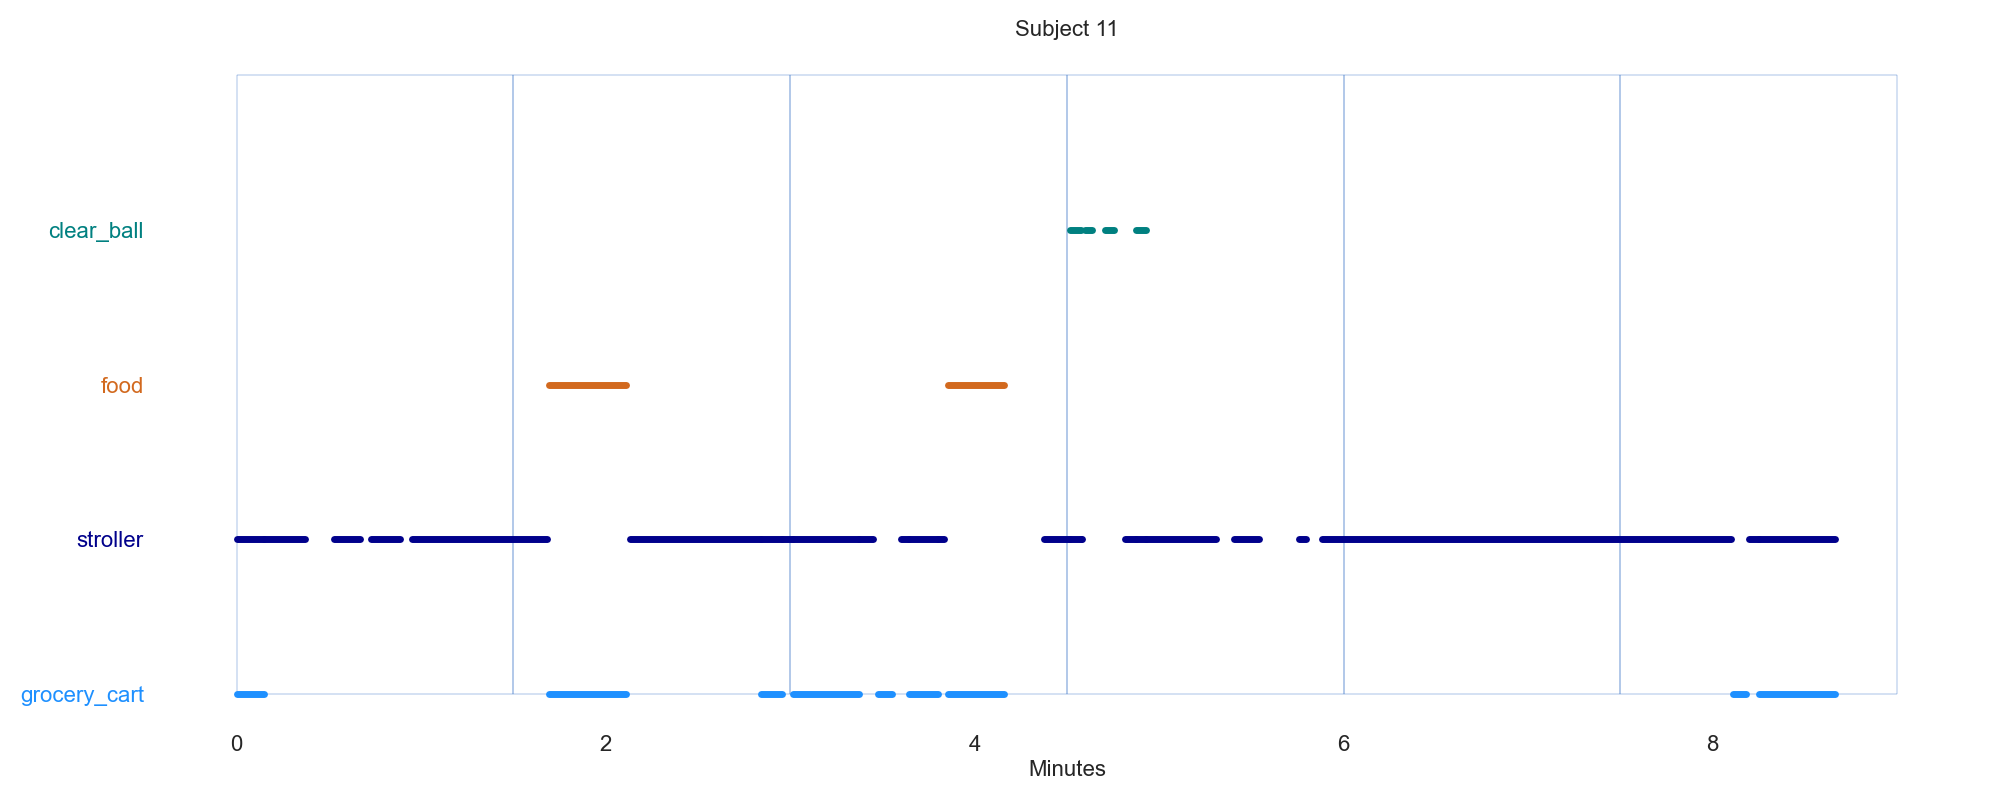 Subject 11
clear_ball
food
stroller
grocery_cart
0 2 4 6 8
Minutes